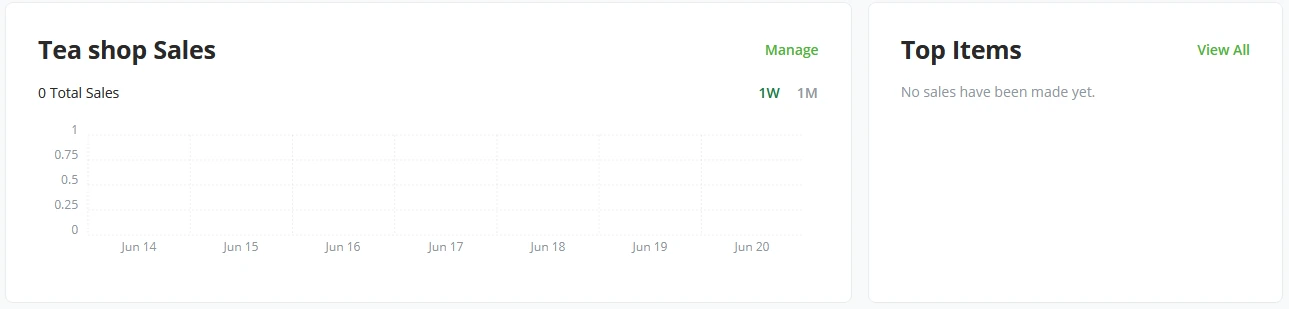 Tea shop Sales
Manage
0 Total Sales
1W 1M
1
0.75
0.5
0.25
0
Jun 14 Jun 15 Jun 16 Jun 17 Jun 18 Jun 19 Jun 20
Top Items
View All
No sales have been made yet.